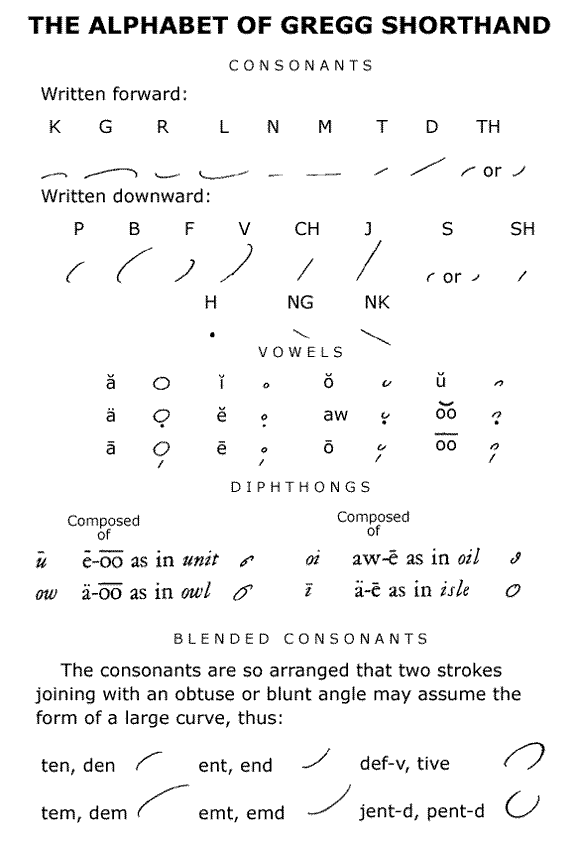 THE ALPHABET OF GREGG SHORTHAND
CONSONANTS
Written forward:
K G R L N M T D TH
or
Written downward:
P B F V CH J S SH
or
H NG NK
VOWELS
ă ĭ ŏ ŭ
ä ĕ aw o͝o
ā ē ō o͞o
DIPHTHONGS
Composed of Composed of
ū ē-o͞o as in unit oi aw-ē as in oil
ow ä-o͞o as in owl ī ä-ē as in isle
BLENDED CONSONANTS
The consonants are so arranged that two strokes
joining with an obtuse or blunt angle may assume the
form of a large curve, thus:
ten, den ent, end def-v, tive
tem, dem emt, emd jent-d, pent-d